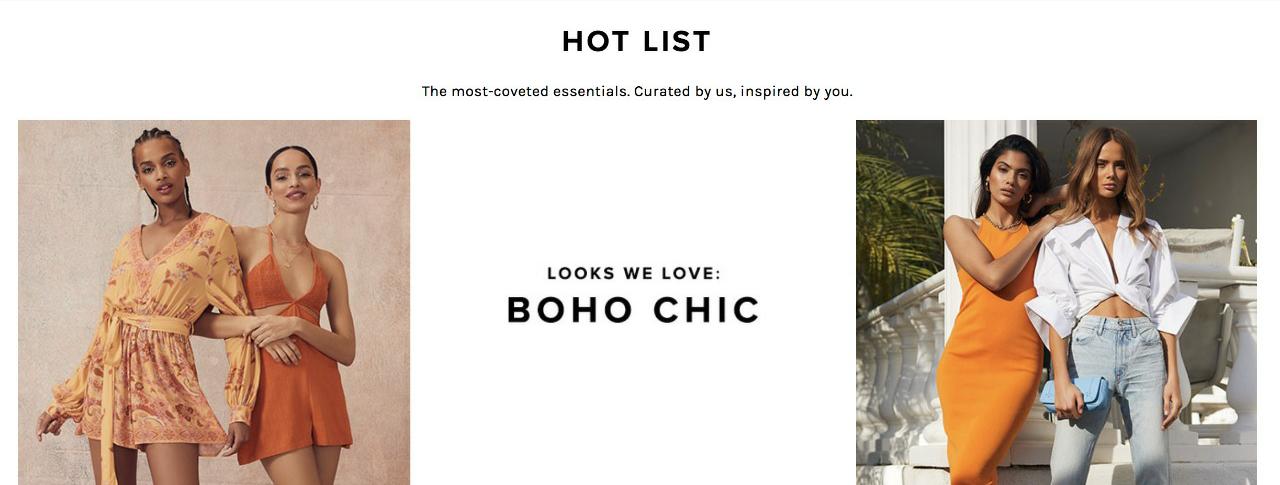 HOT LIST
The most-coveted essentials. Curated by us, inspired by you.
LOOKS WE LOVE:
BOHO CHIC